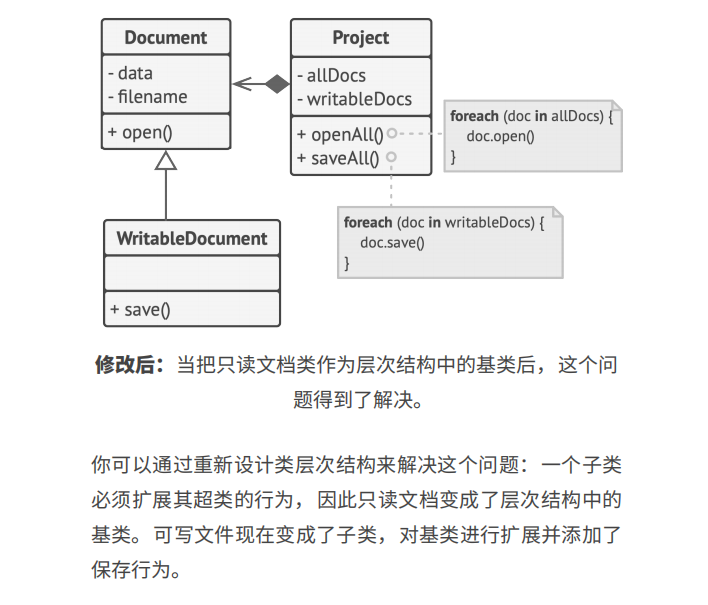 Document
- data
- filename
+ open()
Project
- allDocs
- writableDocs
+ openAll()
+ saveAll()
foreach (doc in allDocs) {
doc.open()
}
WritableDocument
+ save()
foreach (doc in writableDocs) {
doc.save()
}
修改后：当把只读文档类作为层次结构中的基类后，这个问
题得到了解决。
你可以通过重新设计类层次结构来解决这个问题：一个子类
必须扩展其超类的行为，因此只读文档变成了层次结构中的
基类。可写文件现在变成了子类，对基类进行扩展并添加了
保存行为。